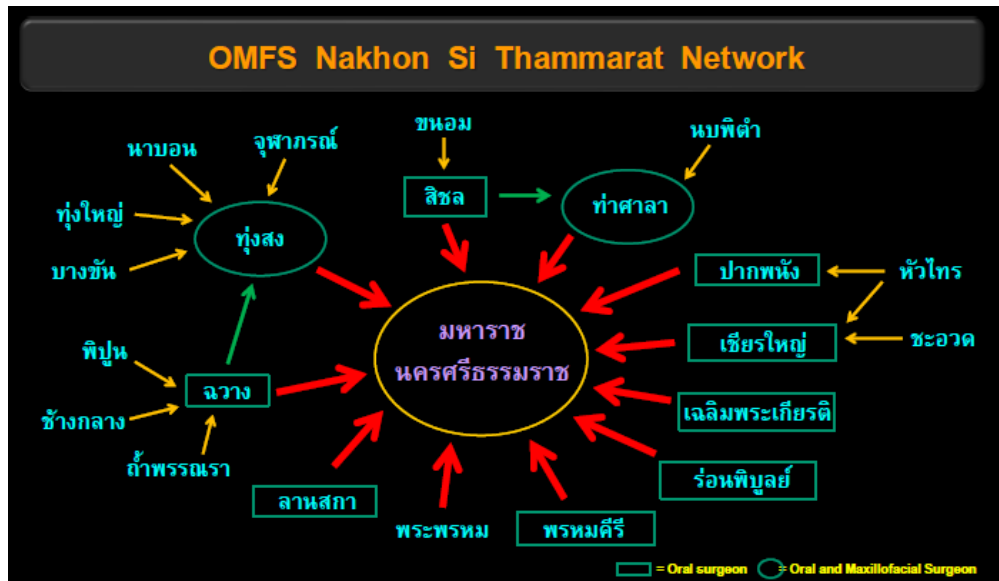 OMFS Nakhon Si Thammarat Network
ขนอม
นบพิตำ
นาบอน
จุฬาภรณ์
สิชล
ท่าศาลา
ทุ่งใหญ่
ทุ่งสง
บางขัน
ปากพนัง
หัวไทร
มหาราช
นครศรีธรรมราช
เชียรใหญ่
ชะอวด
พิปูน
ฉวาง
ช้างกลาง
เฉลิมพระเกียรติ
ถ้ำพรรณรา
ร่อนพิบูลย์
ลานสกา
พระพรหม
พรหมคีรี
= Oral surgeon
= Oral and Maxillofacial Surgeon